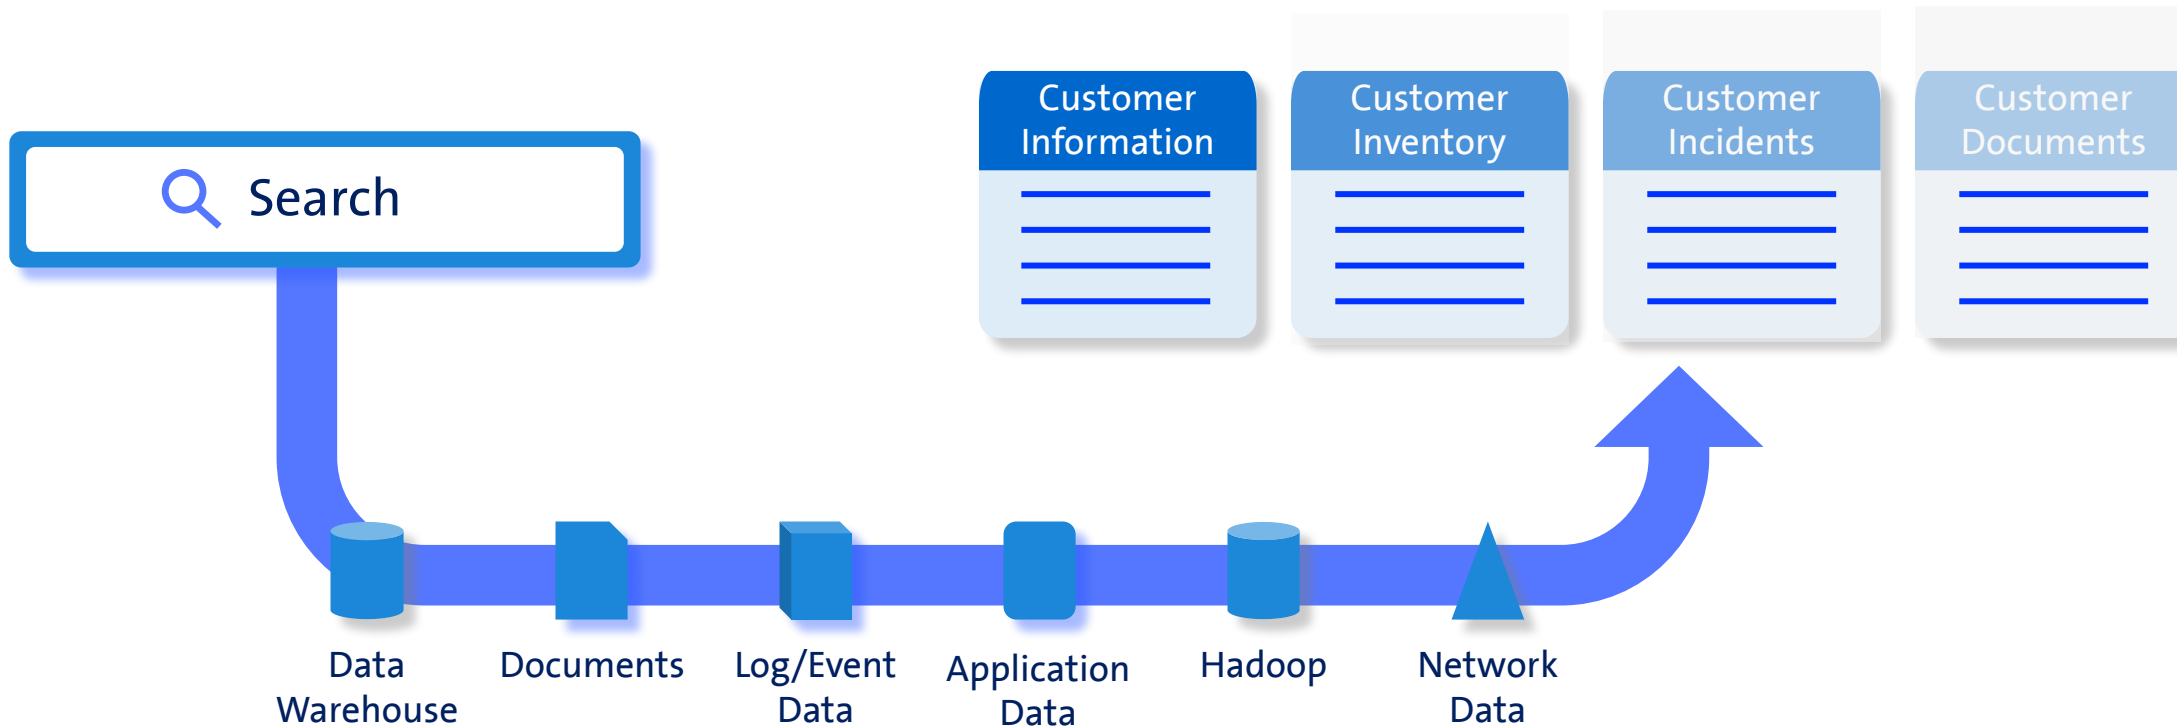 Customer
Information
Customer
Inventory
Customer
Incidents
Customer
Documents
Search
Data
Warehouse
Documents
Log/Event
Data
Application
Data
Hadoop
Network
Data